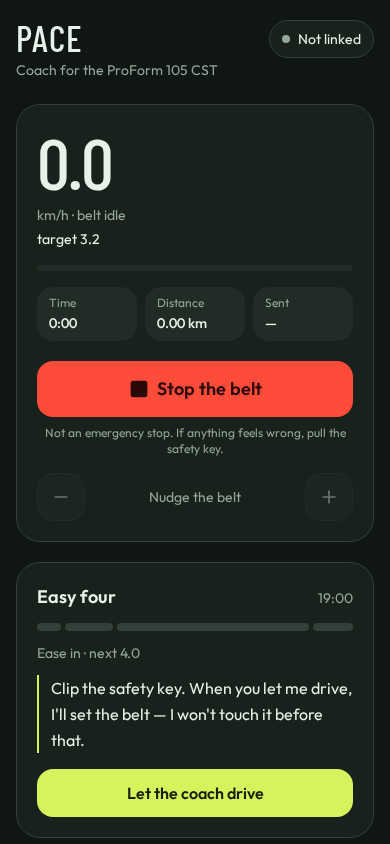 PACE
Not linked
Coach for the ProForm 105 CST
0.0
km/h · belt idle
target 3.2
Time
0:00
Distance
0.00 km
Sent
—
Stop the belt
Not an emergency stop. If anything feels wrong, pull the
safety key.
− Nudge the belt +
Easy four
19:00
Ease in · next 4.0
Clip the safety key. When you let me drive,
I'll set the belt — I won't touch it before
that.
Let the coach drive